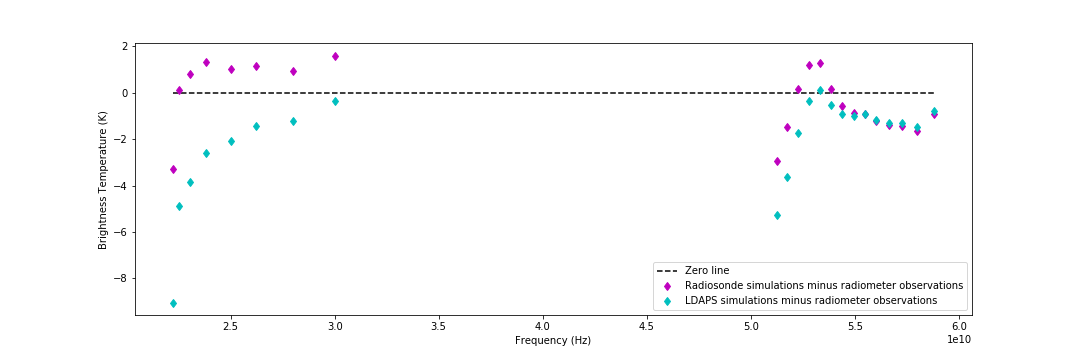 2
0
−2
−4
−6
−8
Brightness Temperature (K)
2.5 3.0 3.5 4.0 4.5 5.0 5.5 6.0
1e10
Frequency (Hz)
Zero line
Radiosonde simulations minus radiometer observations
LDAPS simulations minus radiometer observations